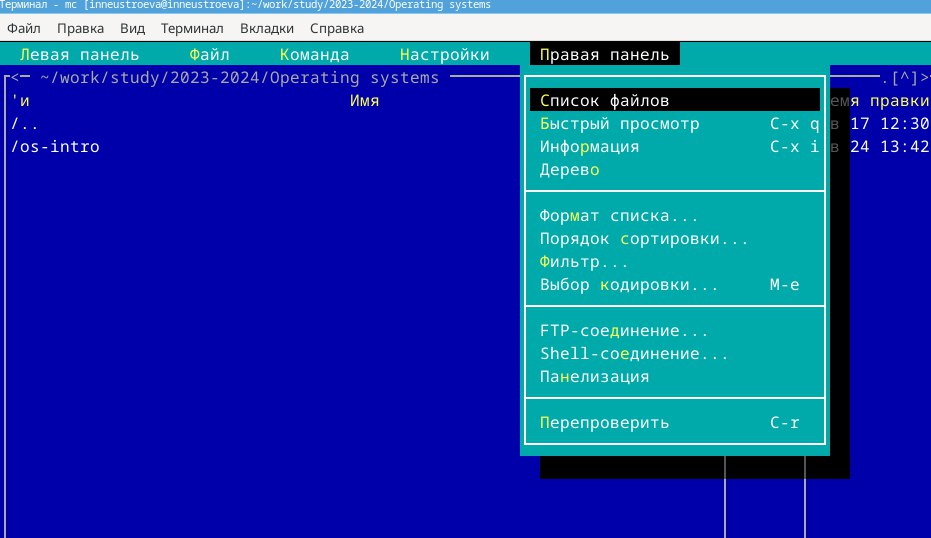 Терминал - mc [inneustroeva@inneustroeva]:~/work/study/2023-2024/Operating systems
Файл Правка Вид Терминал Вкладки Справка
Левая панель Файл Команда Настройки Правая панель
<- ~/work/study/2023-2024/Operating systems .[^]>
'и Имя емя правки
/.. в 17 12:30
/os-intro в 24 13:42
Список файлов
Быстрый просмотр C-x q
Информация C-x i
Дерево
Формат списка...
Порядок сортировки...
Фильтр...
Выбор кодировки... M-e
FTP-соединение...
Shell-соединение...
Панелизация
Перепроверить C-r